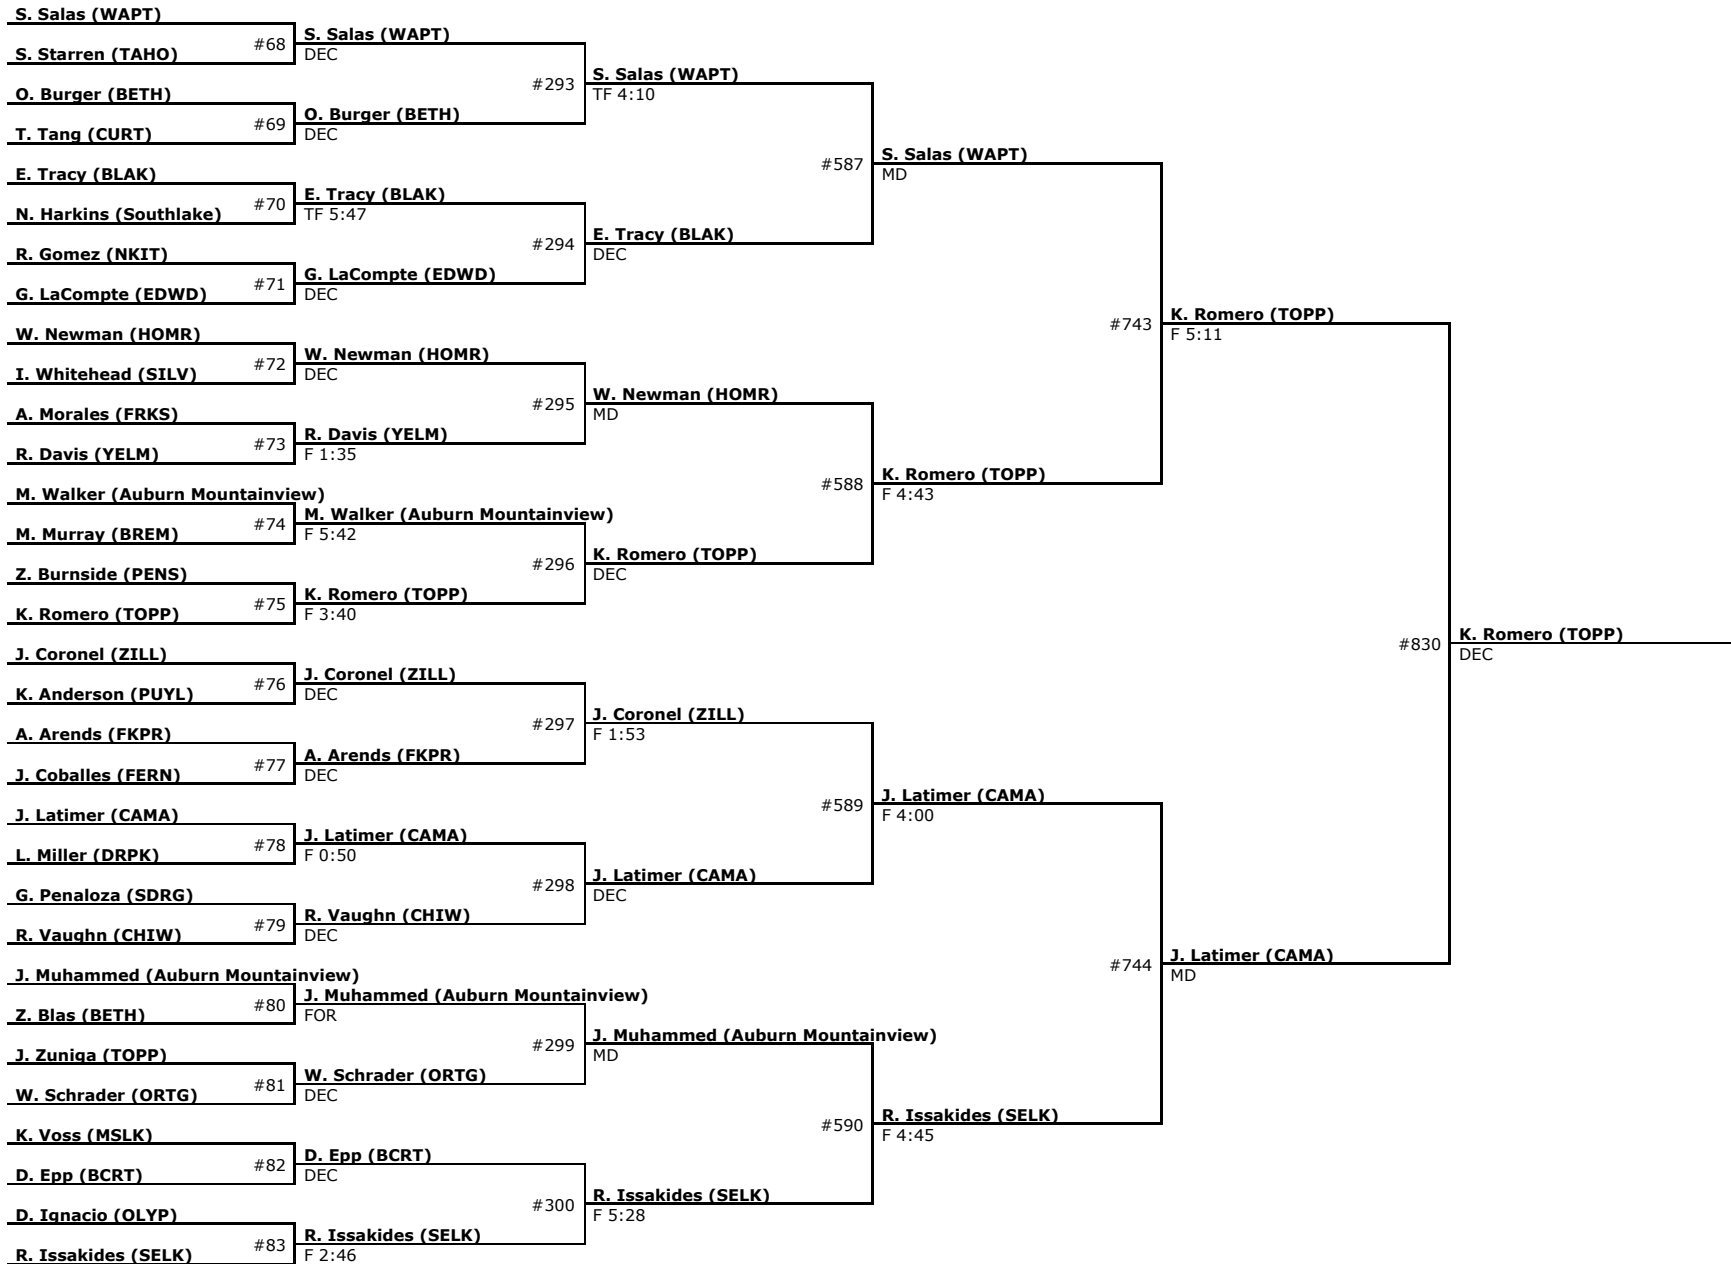 S. Salas (WAPT)
S. Starren (TAHO)
O. Burger (BETH)
T. Tang (CURT)
E. Tracy (BLAK)
N. Harkins (Southlake)
R. Gomez (NKIT)
G. LaCompte (EDWD)
W. Newman (HOMR)
I. Whitehead (SILV)
A. Morales (FRKS)
R. Davis (YELM)
M. Walker (Auburn Mountainview)
M. Murray (BREM)
Z. Burnside (PENS)
K. Romero (TOPP)
J. Coronel (ZILL)
K. Anderson (PUYL)
A. Arends (FKPR)
J. Coballes (FERN)
J. Latimer (CAMA)
L. Miller (DRPK)
G. Penaloza (SDRG)
R. Vaughn (CHIW)
J. Muhammed (Auburn Mountainview)
Z. Blas (BETH)
J. Zuniga (TOPP)
W. Schrader (ORTG)
K. Voss (MSLK)
D. Epp (BCRT)
D. Ignacio (OLYP)
R. Issakides (SELK)
#68
S. Salas (WAPT)
DEC
#69
O. Burger (BETH)
DEC
#70
E. Tracy (BLAK)
TF 5:47
#71
G. LaCompte (EDWD)
DEC
#72
W. Newman (HOMR)
DEC
#73
R. Davis (YELM)
F 1:35
#74
M. Walker (Auburn Mountainview)
F 5:42
#75
K. Romero (TOPP)
F 3:40
#76
J. Coronel (ZILL)
DEC
#77
A. Arends (FKPR)
DEC
#78
J. Latimer (CAMA)
F 0:50
#79
R. Vaughn (CHIW)
DEC
#80
J. Muhammed (Auburn Mountainview)
FOR
#81
W. Schrader (ORTG)
DEC
#82
D. Epp (BCRT)
DEC
#83
R. Issakides (SELK)
F 2:46
#293
S. Salas (WAPT)
TF 4:10
#294
E. Tracy (BLAK)
DEC
#295
W. Newman (HOMR)
MD
#296
K. Romero (TOPP)
DEC
#297
J. Coronel (ZILL)
F 1:53
#298
J. Latimer (CAMA)
DEC
#299
J. Muhammed (Auburn Mountainview)
MD
#300
R. Issakides (SELK)
F 5:28
#587
S. Salas (WAPT)
MD
#588
K. Romero (TOPP)
F 4:43
#589
J. Latimer (CAMA)
F 4:00
#590
R. Issakides (SELK)
F 4:45
#743
K. Romero (TOPP)
F 5:11
#744
J. Latimer (CAMA)
MD
#830
K. Romero (TOPP)
DEC